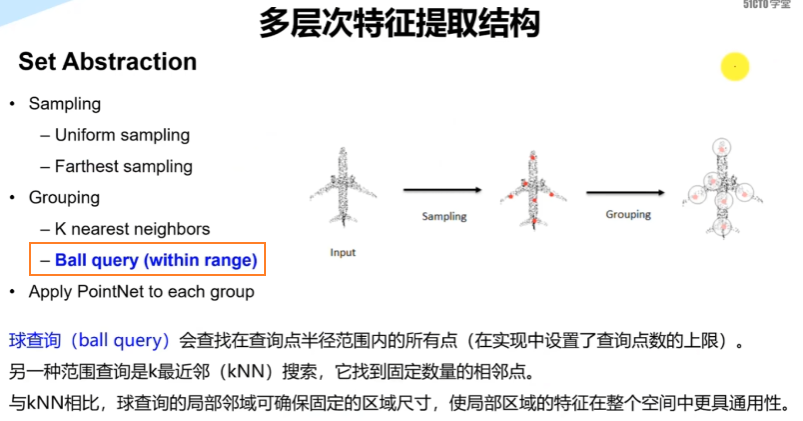 51CTO学堂
多层次特征提取结构
Set Abstraction
• Sampling
– Uniform sampling
– Farthest sampling
• Grouping
– K nearest neighbors
– Ball query (within range)
• Apply PointNet to each group
Input
Sampling
Grouping
球查询（ball query）会查找在查询点半径范围内的所有点（在实现中设置了查询点数的上限）。
另一种范围查询是k最近邻（kNN）搜索，它找到固定数量的相邻点。
与kNN相比，球查询的局部邻域可确保固定的区域尺寸，使局部区域的特征在整个空间中更具通用性。